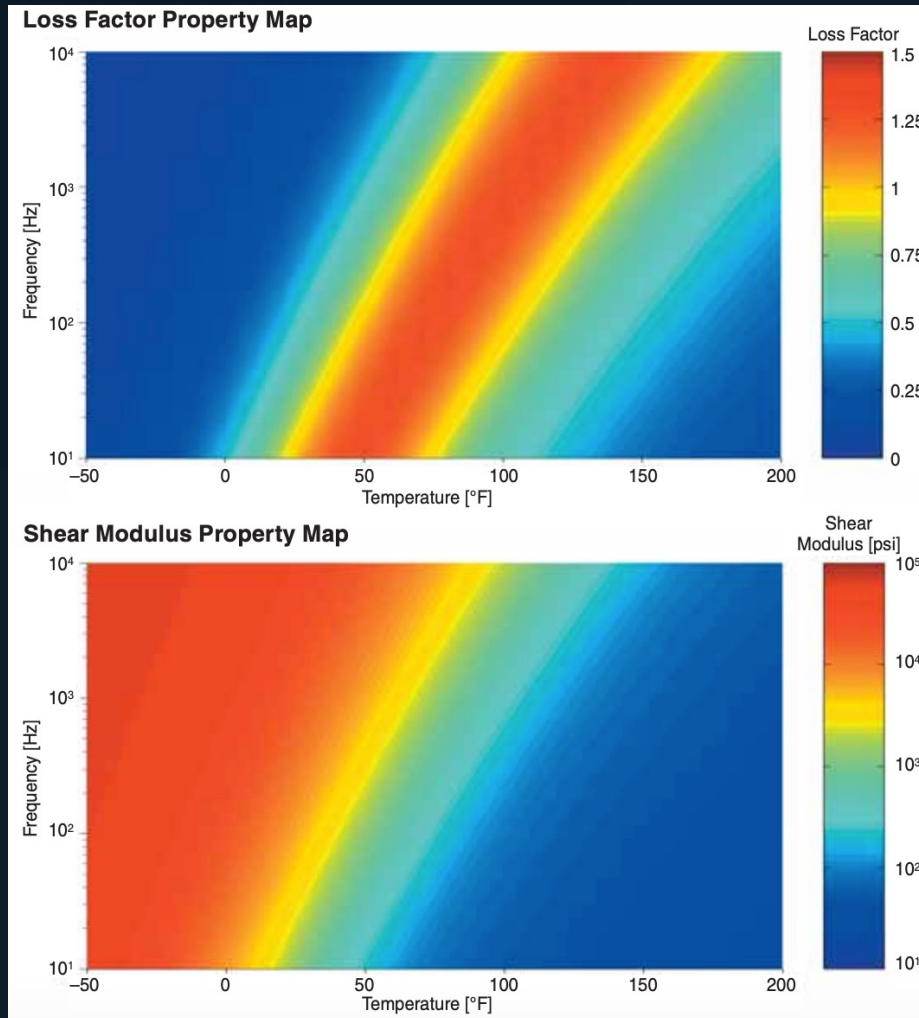 Loss Factor Property Map
Loss Factor
10⁴
10³
10²
10¹
Frequency [Hz]
–50 0 50 100 150 200
Temperature [°F]
1.5
1.25
1
0.75
0.5
0.25
0
Shear Modulus Property Map
Shear
Modulus [psi]
10⁴
10³
10²
10¹
Frequency [Hz]
–50 0 50 100 150 200
Temperature [°F]
10⁵
10⁴
10³
10²
10¹